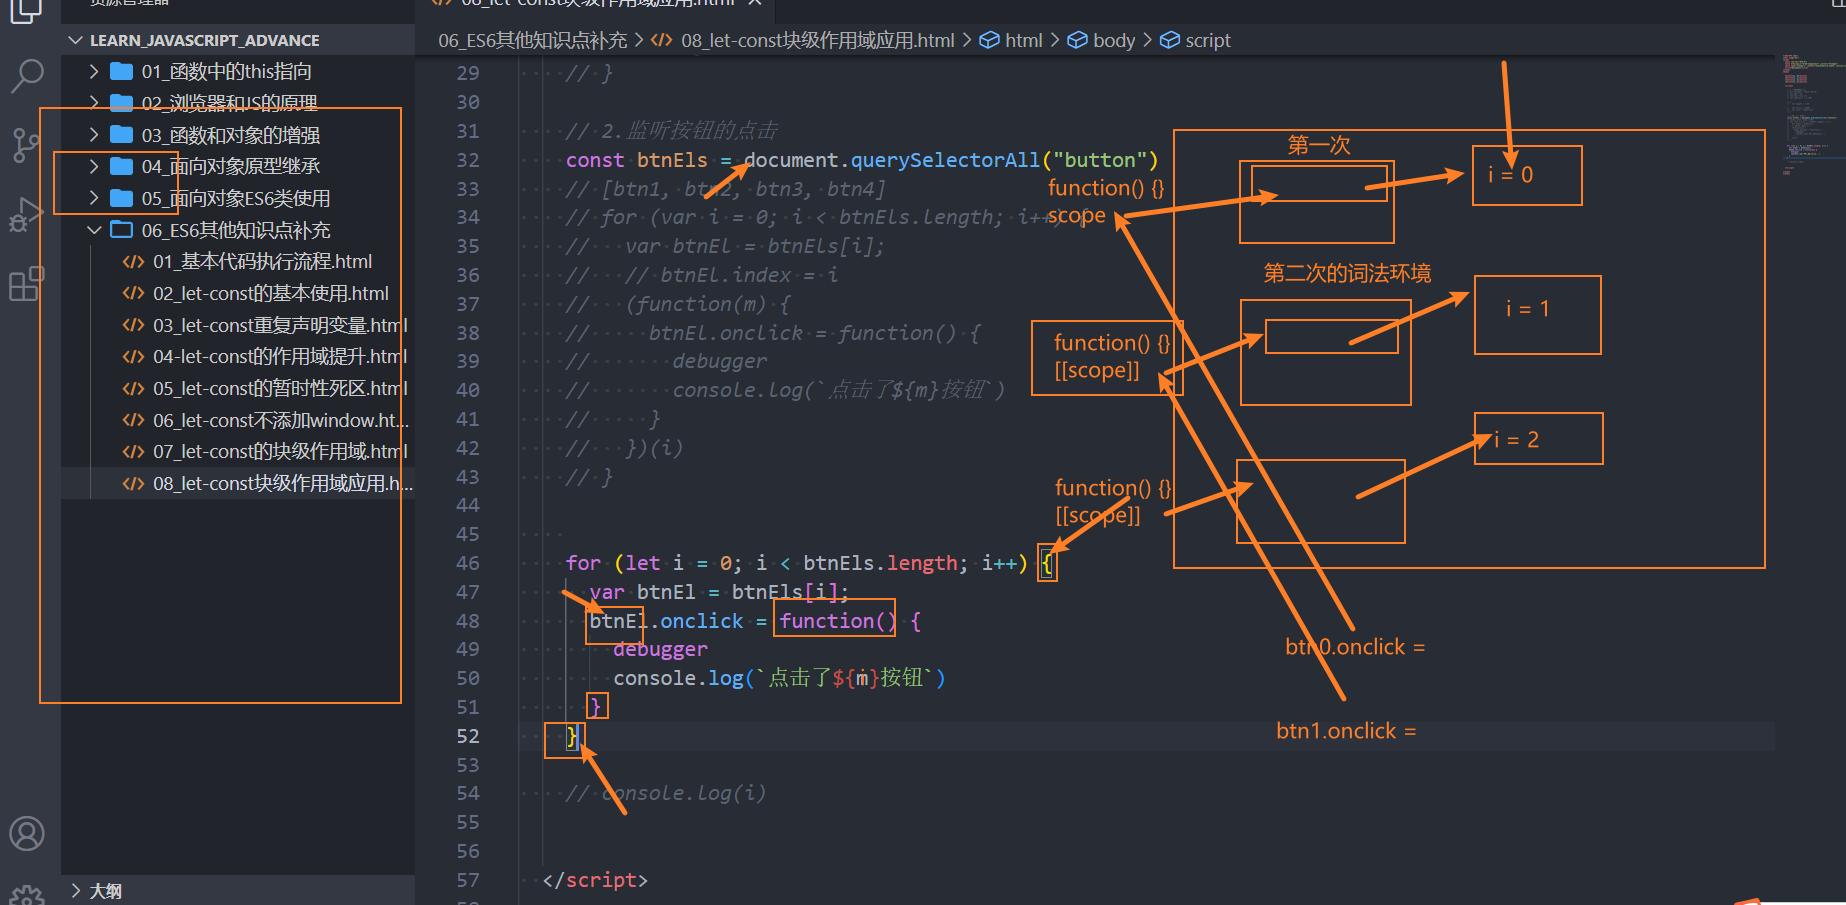 LEARN_JAVASCRIPT_ADVANCE
01_函数中的this指向
02_浏览器和JS的原理
03_函数和对象的增强
04_面向对象原型继承
05_面向对象ES6类使用
06_ES6其他知识点补充
01_基本代码执行流程.html
02_let-const的基本使用.html
03_let-const重复声明变量.html
04-let-const的作用域提升.html
05_let-const的暂时性死区.html
06_let-const不添加window.ht...
07_let-const的块级作用域.html
08_let-const块级作用域应用.h...
大纲
08_let-const块级作用域应用.html
06_ES6其他知识点补充 > 08_let-const块级作用域应用.html > html > body > script
29 // }
30
31 // 2.监听按钮的点击
32 const btnEls = document.querySelectorAll("button")
33 // [btn1, btn2, btn3, btn4]
34 // for (var i = 0; i < btnEls.length; i++) {
35 //   var btnEl = btnEls[i];
36 //   // btnEl.index = i
37 //   (function(m) {
38 //     btnEl.onclick = function() {
39 //       debugger
40 //       console.log(`点击了${m}按钮`)
41 //     }
42 //   })(i)
43 // }
44
45
46 for (let i = 0; i < btnEls.length; i++) {
47   var btnEl = btnEls[i];
48   btnEl.onclick = function() {
49     debugger
50     console.log(`点击了${m}按钮`)
51   }
52 }
53
54 // console.log(i)
55
56
57 </script>
第一次
function() {}
scope
i = 0
第二次的词法环境
function() {}
[[scope]]
i = 1
function() {}
[[scope]]
i = 2
btn0.onclick =
btn1.onclick =